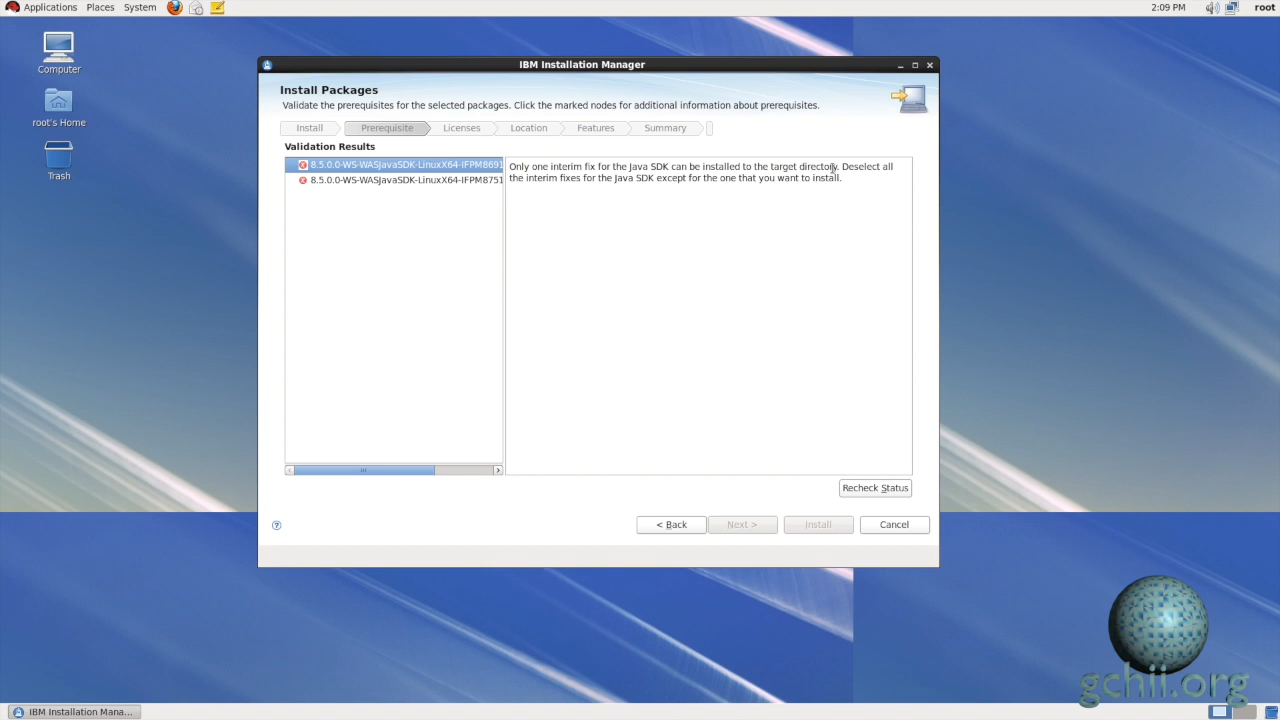 Applications Places System 2:09 PM root
Computer
root's Home
Trash
IBM Installation Manager
Install Packages
Validate the prerequisites for the selected packages. Click the marked nodes for additional information about prerequisites.
Install Prerequisite Licenses Location Features Summary
Validation Results
8.5.0.0-WS-WASJavaSDK-LinuxX64-IFPM8691
8.5.0.0-WS-WASJavaSDK-LinuxX64-IFPM8751
Only one interim fix for the Java SDK can be installed to the target directory. Deselect all
the interim fixes for the Java SDK except for the one that you want to install.
Recheck Status
< Back Next > Install Cancel
gchii.org
IBM Installation Mana...